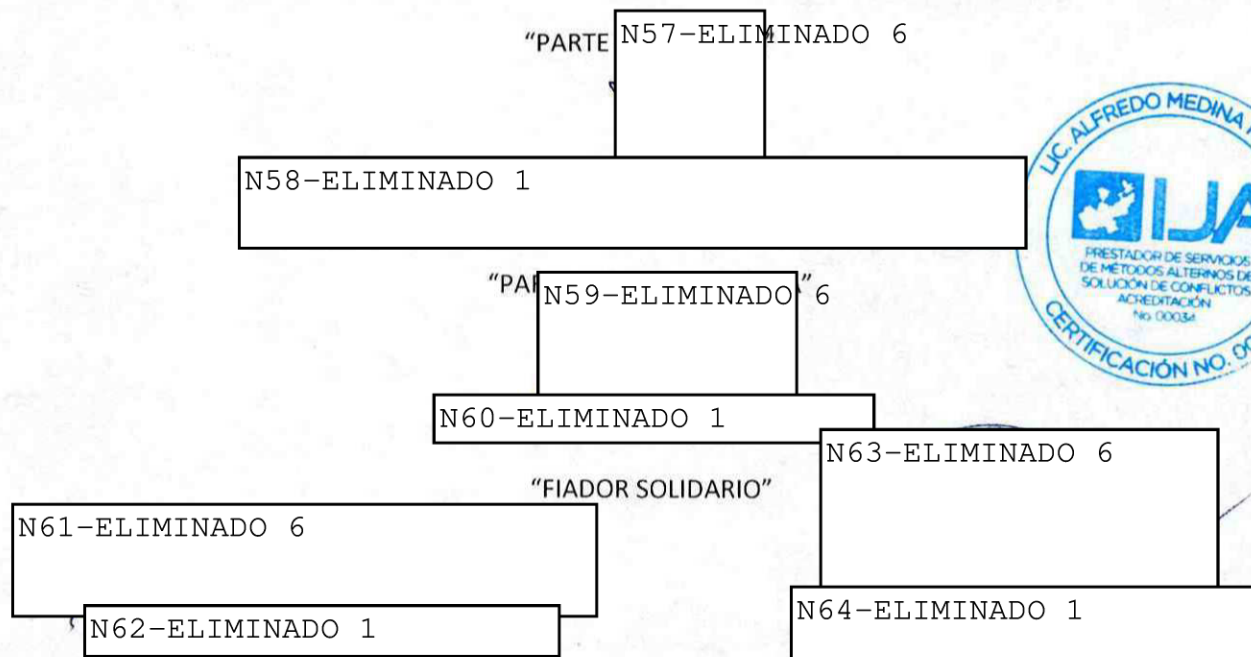 "PARTE
N57-ELIMINADO 6
N58-ELIMINADO 1
LIC. ALFREDO MEDINA
IJA
PRESTADOR DE SERVICIOS
DE MÉTODOS ALTERNOS DE
SOLUCIÓN DE CONFLICTOS
ACREDITACIÓN
No. 00034
CERTIFICACIÓN NO.
N59-ELIMINADO 6
N60-ELIMINADO 1
N63-ELIMINADO 6
"FIADOR SOLIDARIO"
N61-ELIMINADO 6
N62-ELIMINADO 1
N64-ELIMINADO 1